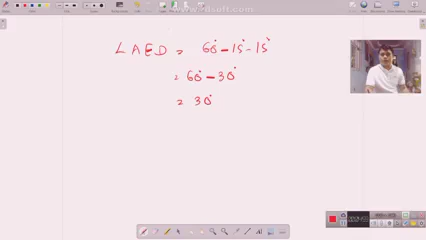 ∠AED = 60° - 15° - 15°
= 60° - 30°
= 30°